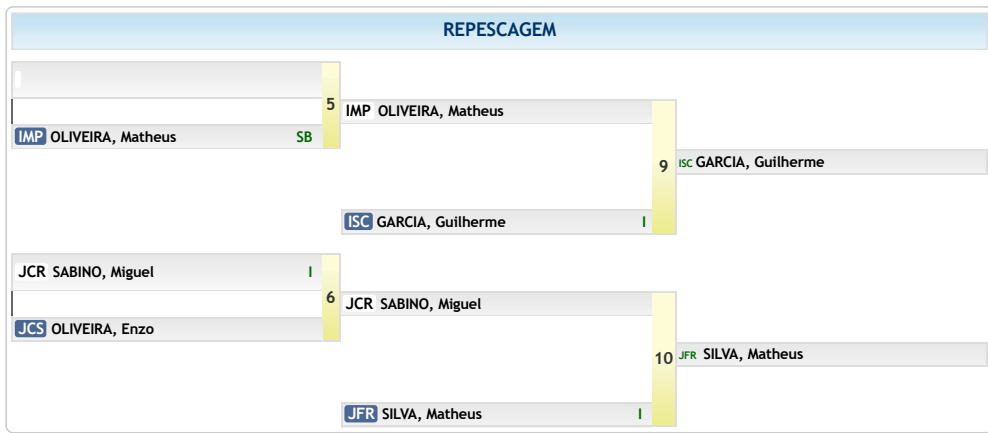 REPESCAGEM
5
IMP OLIVEIRA, Matheus
IMP OLIVEIRA, Matheus SB
9
ISC GARCIA, Guilherme
ISC GARCIA, Guilherme I
JCR SABINO, Miguel I
6
JCR SABINO, Miguel
JCS OLIVEIRA, Enzo
10
JFR SILVA, Matheus
JFR SILVA, Matheus I